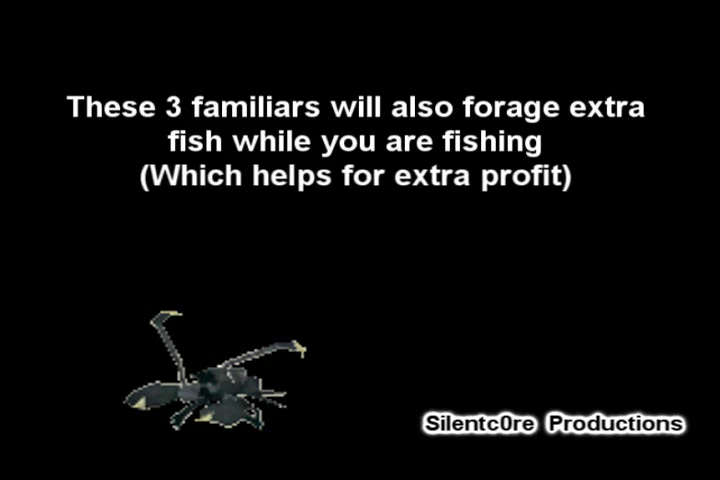 These 3 familiars will also forage extra
fish while you are fishing
(Which helps for extra profit)
Silentc0re Productions